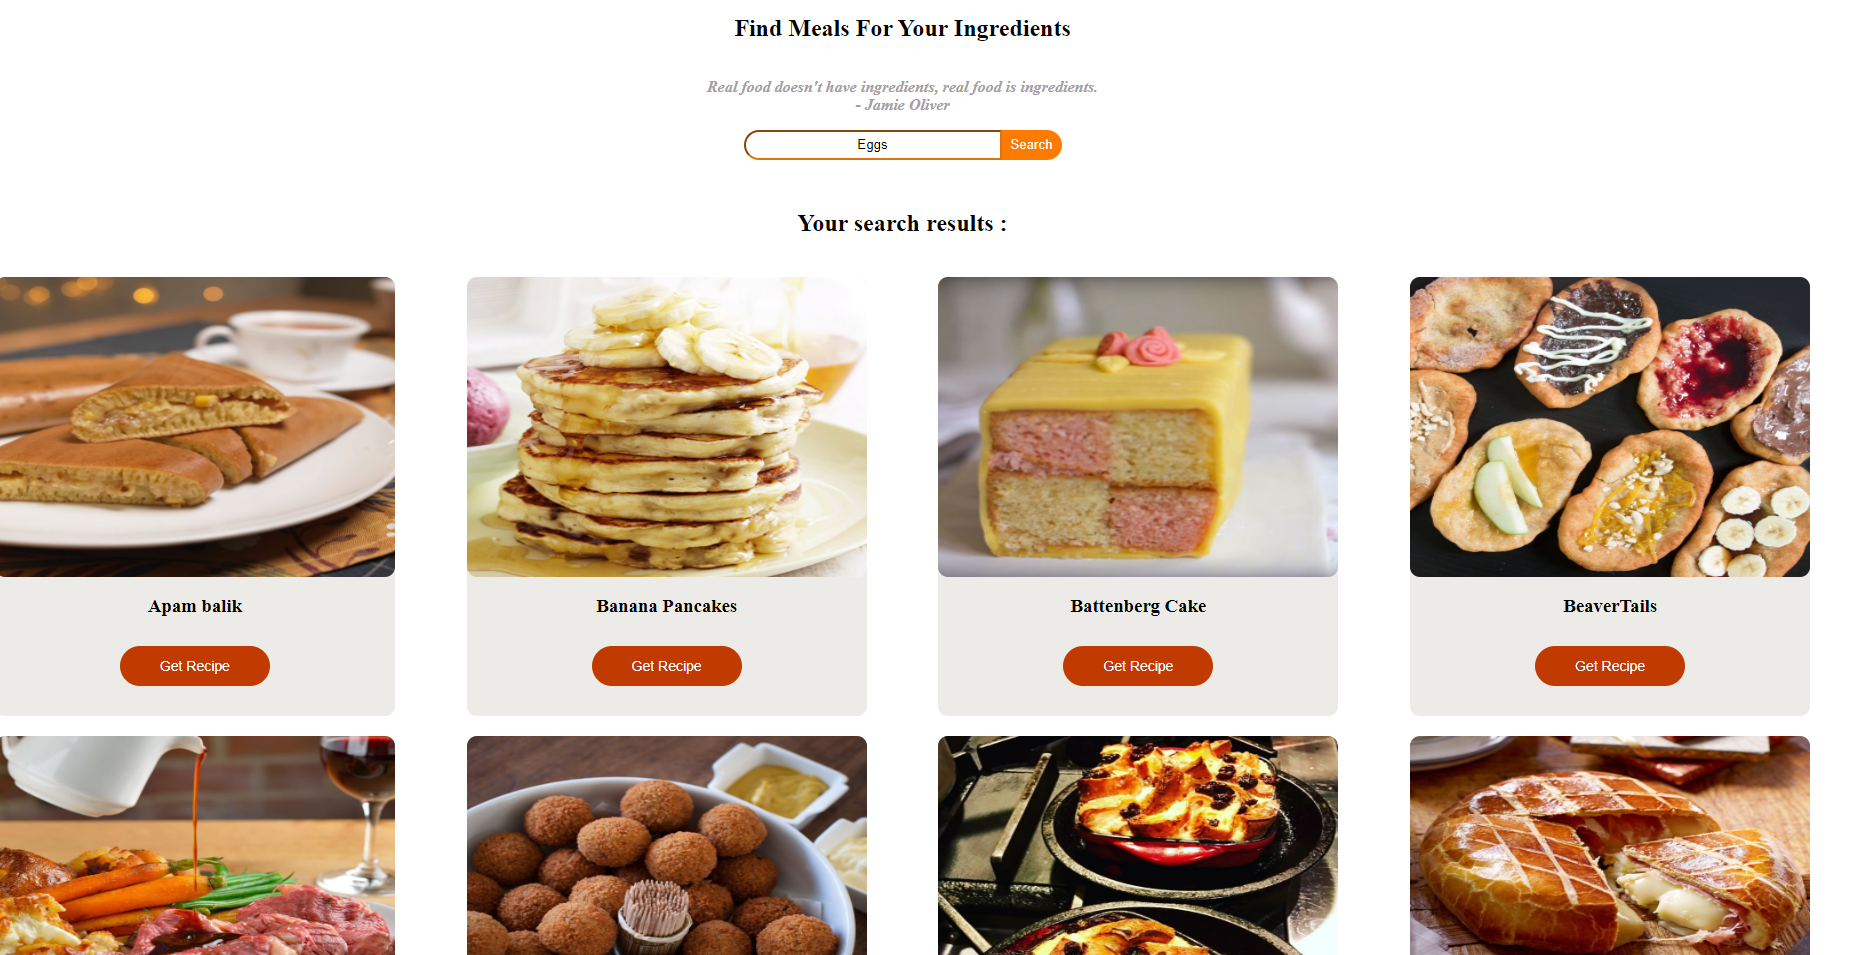 Find Meals For Your Ingredients
Real food doesn't have ingredients, real food is ingredients.
- Jamie Oliver
Eggs
Search
Your search results :
Apam balik
Banana Pancakes
Battenberg Cake
BeaverTails
Get Recipe
Get Recipe
Get Recipe
Get Recipe